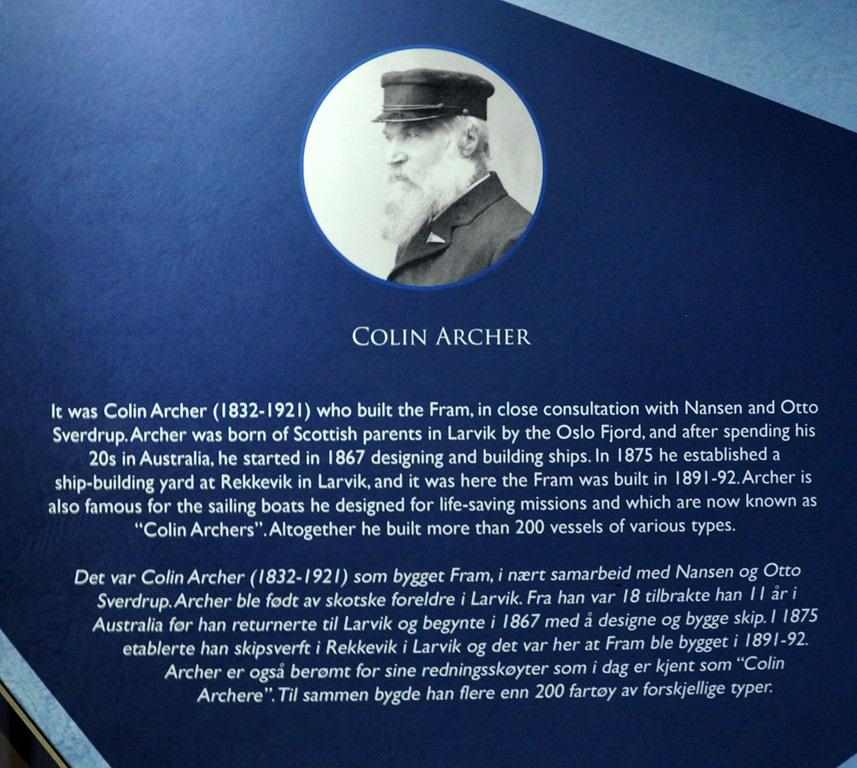 COLIN ARCHER
It was Colin Archer (1832-1921) who built the Fram, in close consultation with Nansen and Otto
Sverdrup. Archer was born of Scottish parents in Larvik by the Oslo Fjord, and after spending his
20s in Australia, he started in 1867 designing and building ships. In 1875 he established a
ship-building yard at Rekkevik in Larvik, and it was here the Fram was built in 1891-92. Archer is
also famous for the sailing boats he designed for life-saving missions and which are now known as
“Colin Archers”. Altogether he built more than 200 vessels of various types.
Det var Colin Archer (1832-1921) som bygget Fram, i nært samarbeid med Nansen og Otto
Sverdrup. Archer ble født av skotske foreldre i Larvik. Fra han var 18 tilbrakte han 11 år i
Australia før han returnerte til Larvik og begynte i 1867 med å designe og bygge skip. I 1875
etablerte han skipsverft i Rekkevik i Larvik og det var her at Fram ble bygget i 1891-92.
Archer er også berømt for sine redningsskøyter som i dag er kjent som “Colin
Archere”. Til sammen bygde han flere enn 200 fartøy av forskjellige typer.